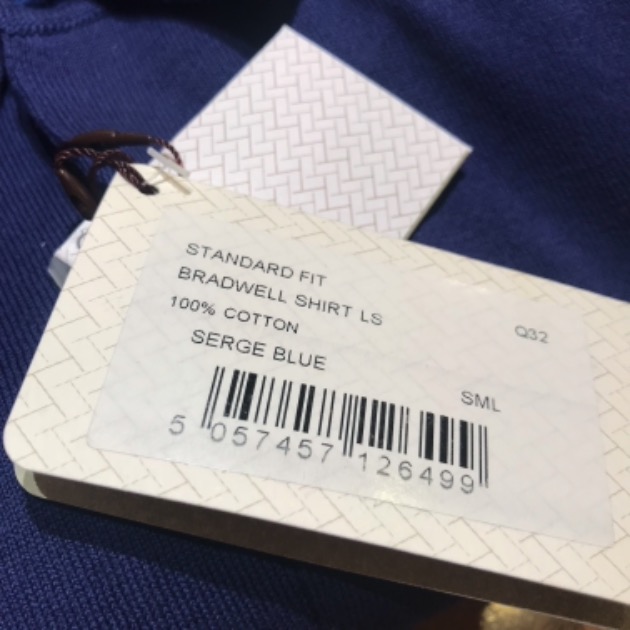 STANDARD FIT
BRADWELL SHIRT LS
100% COTTON
Q32
SERGE BLUE
SML
5 057457 126499